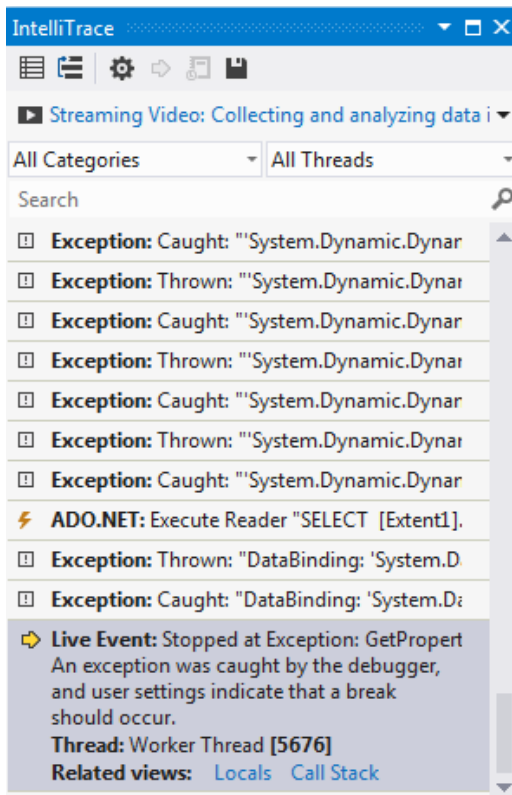 IntelliTrace
Streaming Video: Collecting and analyzing data i
All Categories All Threads
Search
Exception: Caught: "'System.Dynamic.Dynar
Exception: Thrown: "'System.Dynamic.Dynar
Exception: Caught: "'System.Dynamic.Dynar
Exception: Thrown: "'System.Dynamic.Dynar
Exception: Caught: "'System.Dynamic.Dynar
Exception: Thrown: "'System.Dynamic.Dynar
Exception: Caught: "'System.Dynamic.Dynar
ADO.NET: Execute Reader "SELECT [Extent1].
Exception: Thrown: "DataBinding: 'System.D
Exception: Caught: "DataBinding: 'System.Da
Live Event: Stopped at Exception: GetPropert
An exception was caught by the debugger,
and user settings indicate that a break
should occur.
Thread: Worker Thread [5676]
Related views: Locals Call Stack